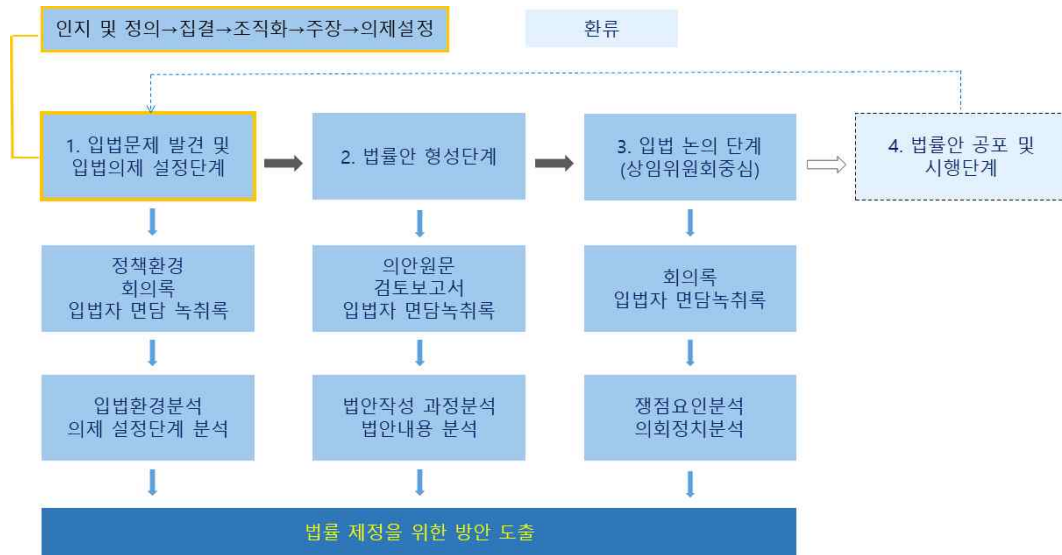 인지 및 정의→집결→조직화→주장→의제설정
환류
1. 입법문제 발견 및
입법의제 설정단계
2. 법률안 형성단계
3. 입법 논의 단계
(상임위원회중심)
4. 법률안 공포 및
시행단계
정책환경
회의록
입법자 면담 녹취록
의안원문
검토보고서
입법자 면담녹취록
회의록
입법자 면담녹취록
입법환경분석
의제 설정단계 분석
법안작성 과정분석
법안내용 분석
쟁점요인분석
의회정치분석
법률 제정을 위한 방안 도출